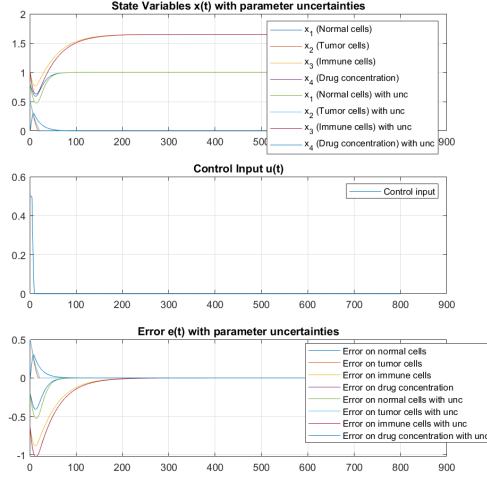 State Variables x(t) with parameter uncertainties
2
1.5
1
0.5
0
x1 (Normal cells)
x2 (Tumor cells)
x3 (Immune cells)
x4 (Drug concentration)
x1 (Normal cells) with unc
x2 (Tumor cells) with unc
x3 (Immune cells) with unc
x4 (Drug concentration) with unc
0 100 200 300 400 500 600 700 800 900
Control Input u(t)
0.6
0.4
0.2
0
Control input
0 100 200 300 400 500 600 700 800 900
Error e(t) with parameter uncertainties
0.5
0
-0.5
-1
Error on normal cells
Error on tumor cells
Error on immune cells
Error on drug concentration
Error on normal cells with unc
Error on tumor cells with unc
Error on immune cells with unc
Error on drug concentration with unc
0 100 200 300 400 500 600 700 800 900